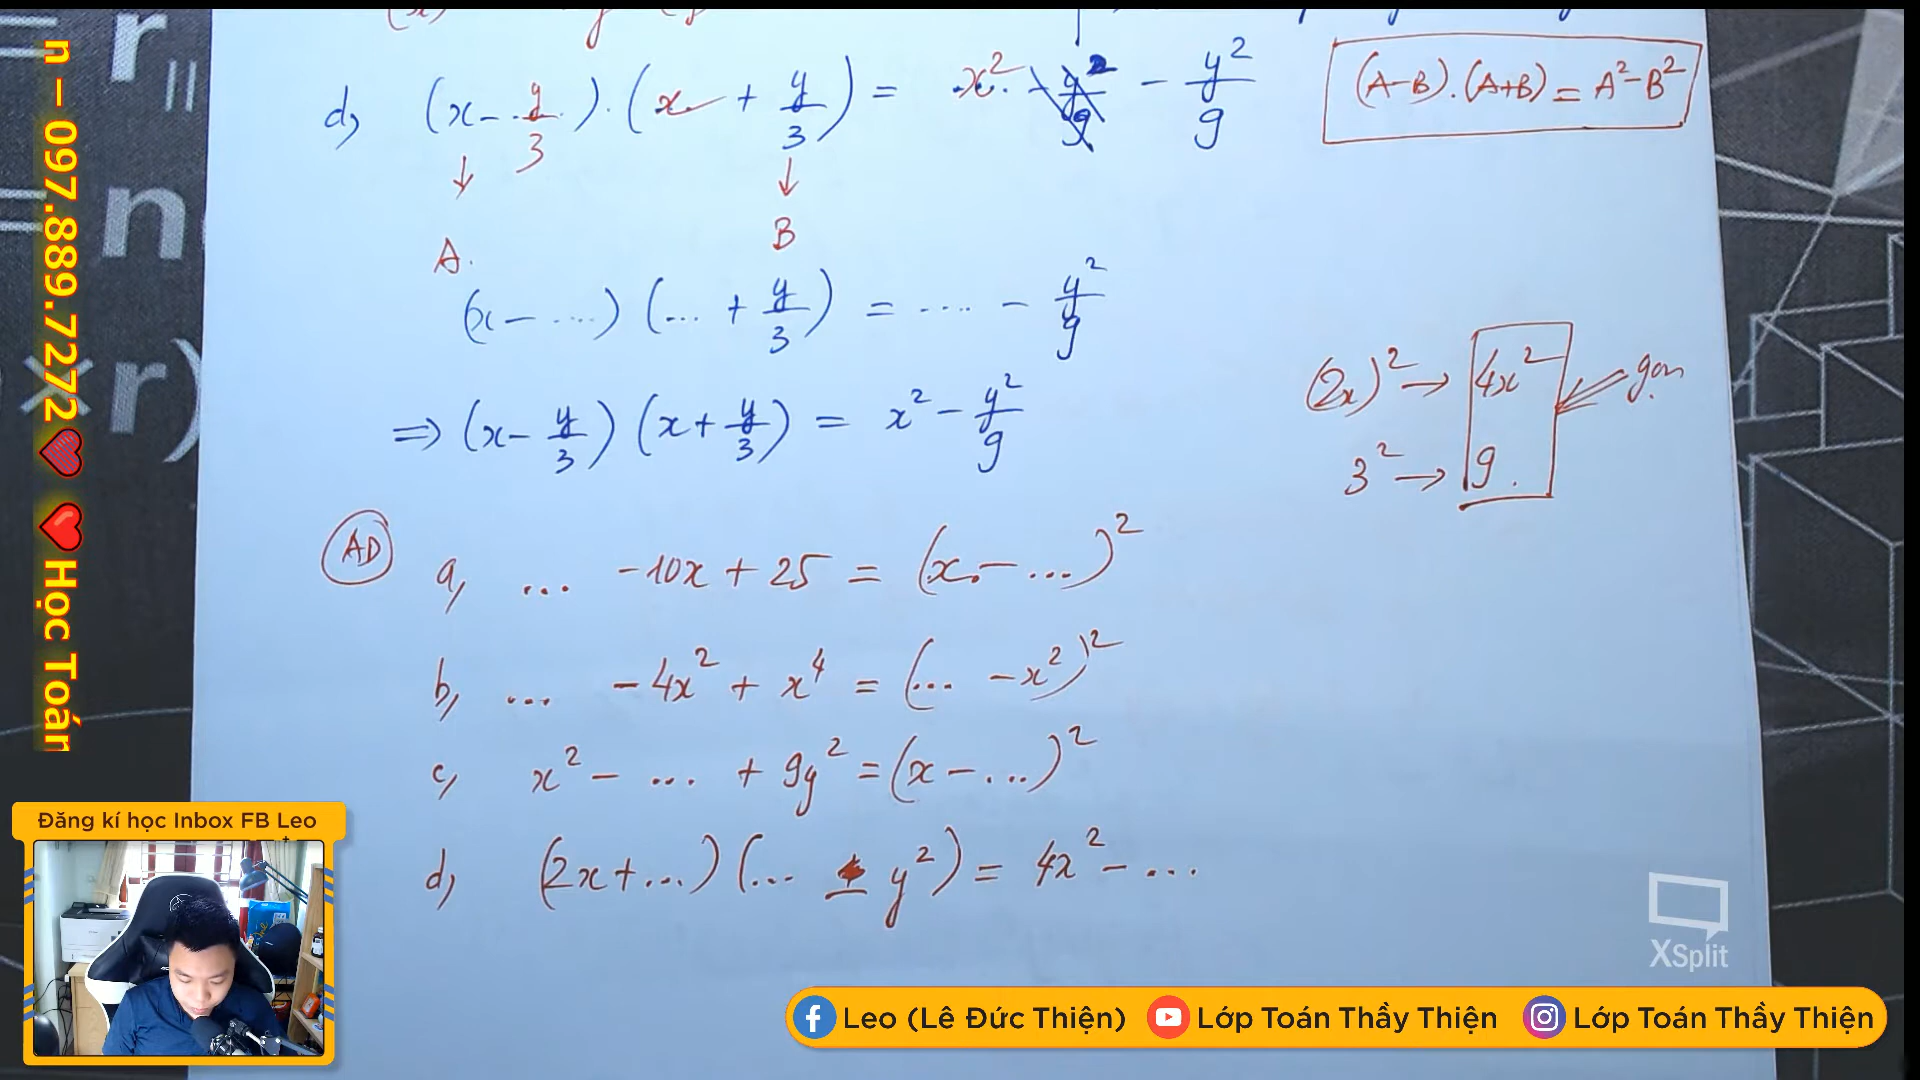 d, (x - y/3).(x + y/3) = x² - y²/9 - y²/9
(A-B).(A+B) = A²-B²
A.
B
(x - ....) (... + y/3) = .... - y²/9
⇒ (x - y/3) (x + y/3) = x² - y²/9
(2x)² → 4x²
gọn
3² → 9.
AD
a, ... -10x + 25 = (x - ...)²
b, ... - 4x² + x⁴ = (... - x²)²
c, x² - ... + 9y² = (x - ...)²
d, (2x + ...) (... - y²) = 4x² - ...
n – 097.889.7272 ❤ ❤ Học Toán
= r
= n
×r)
Đăng kí học Inbox FB Leo
XSplit
Leo (Lê Đức Thiện) Lớp Toán Thầy Thiện Lớp Toán Thầy Thiện